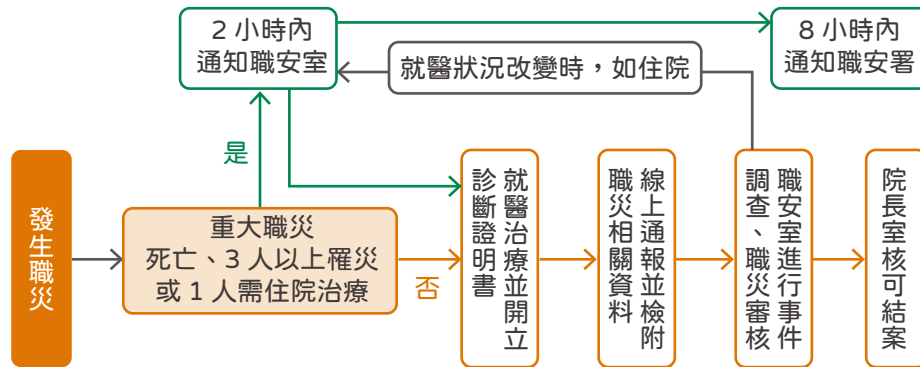 2 小時內
通知職安室
8 小時內
通知職安署
就醫狀況改變時，如住院
是
發生職災
重大職災
死亡、3 人以上罹災
或 1 人需住院治療
否
就醫治療並開立
診斷證明書
線上通報並檢附
職災相關資料
職安室進行事件
調查、職災審核
院長室核可結案